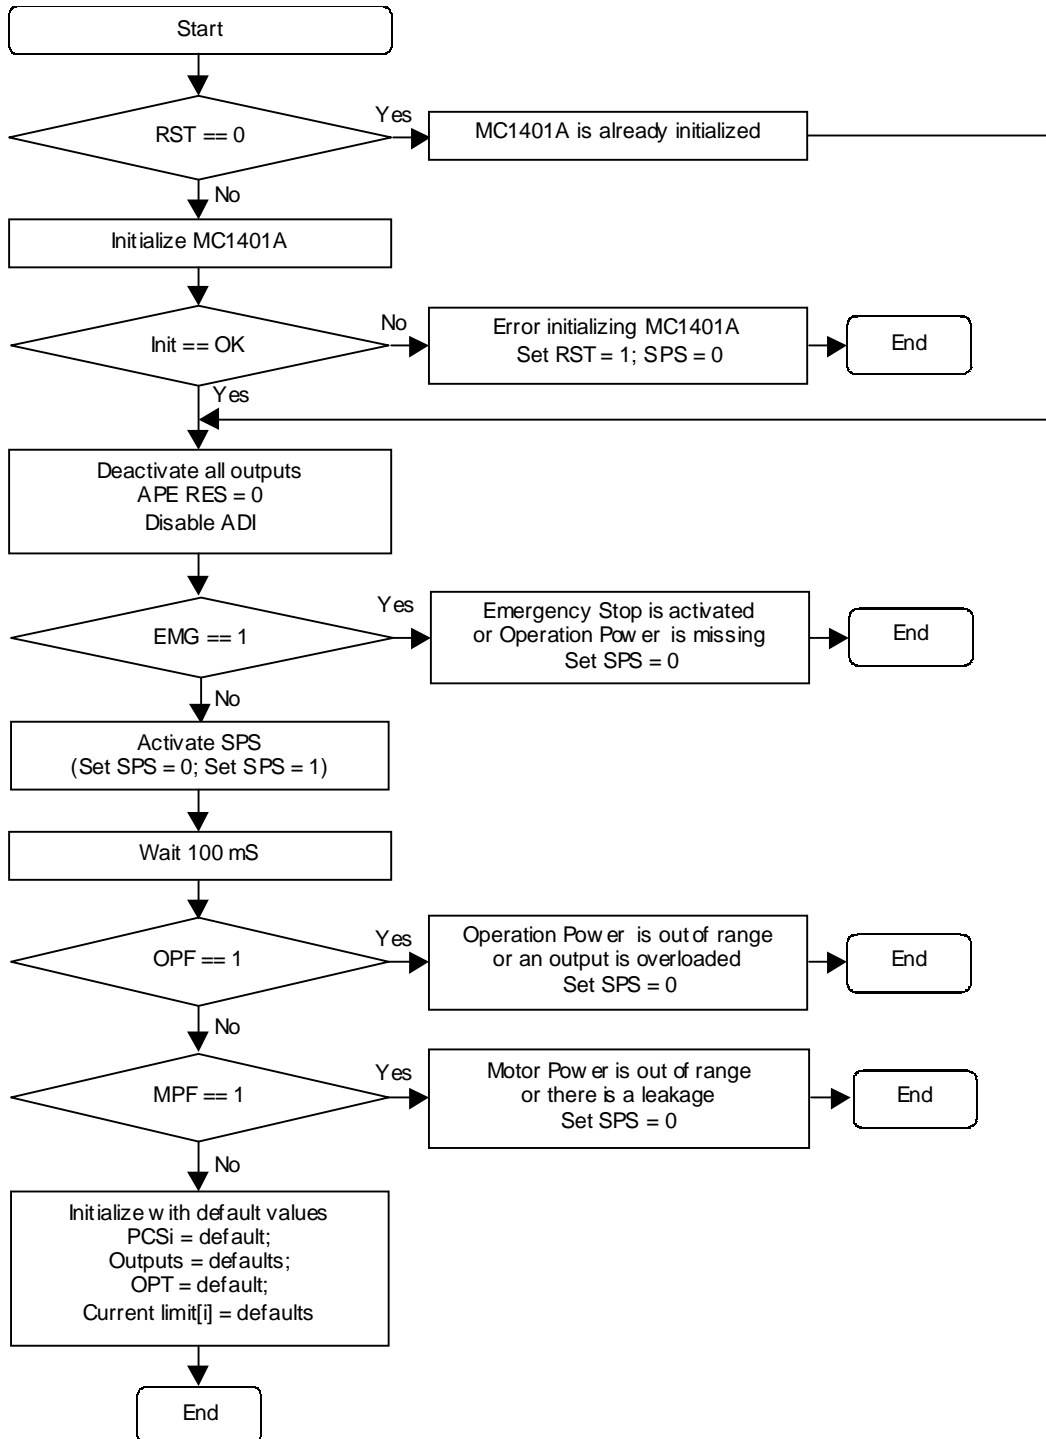 Start
RST == 0
Yes
MC1401A is already initialized
No
Initialize MC1401A
Init == OK
No
Error initializing MC1401A
Set RST = 1; SPS = 0
End
Yes
Deactivate all outputs
APE RES = 0
Disable ADI
EMG == 1
Yes
Emergency Stop is activated
or Operation Power is missing
Set SPS = 0
End
No
Activate SPS
(Set SPS = 0; Set SPS = 1)
Wait 100 mS
OPF == 1
Yes
Operation Power is out of range
or an output is overloaded
Set SPS = 0
End
No
MPF == 1
Yes
Motor Power is out of range
or there is a leakage
Set SPS = 0
End
No
Initialize with default values
PCSi = default;
Outputs = defaults;
OPT = default;
Current limit[i] = defaults
End